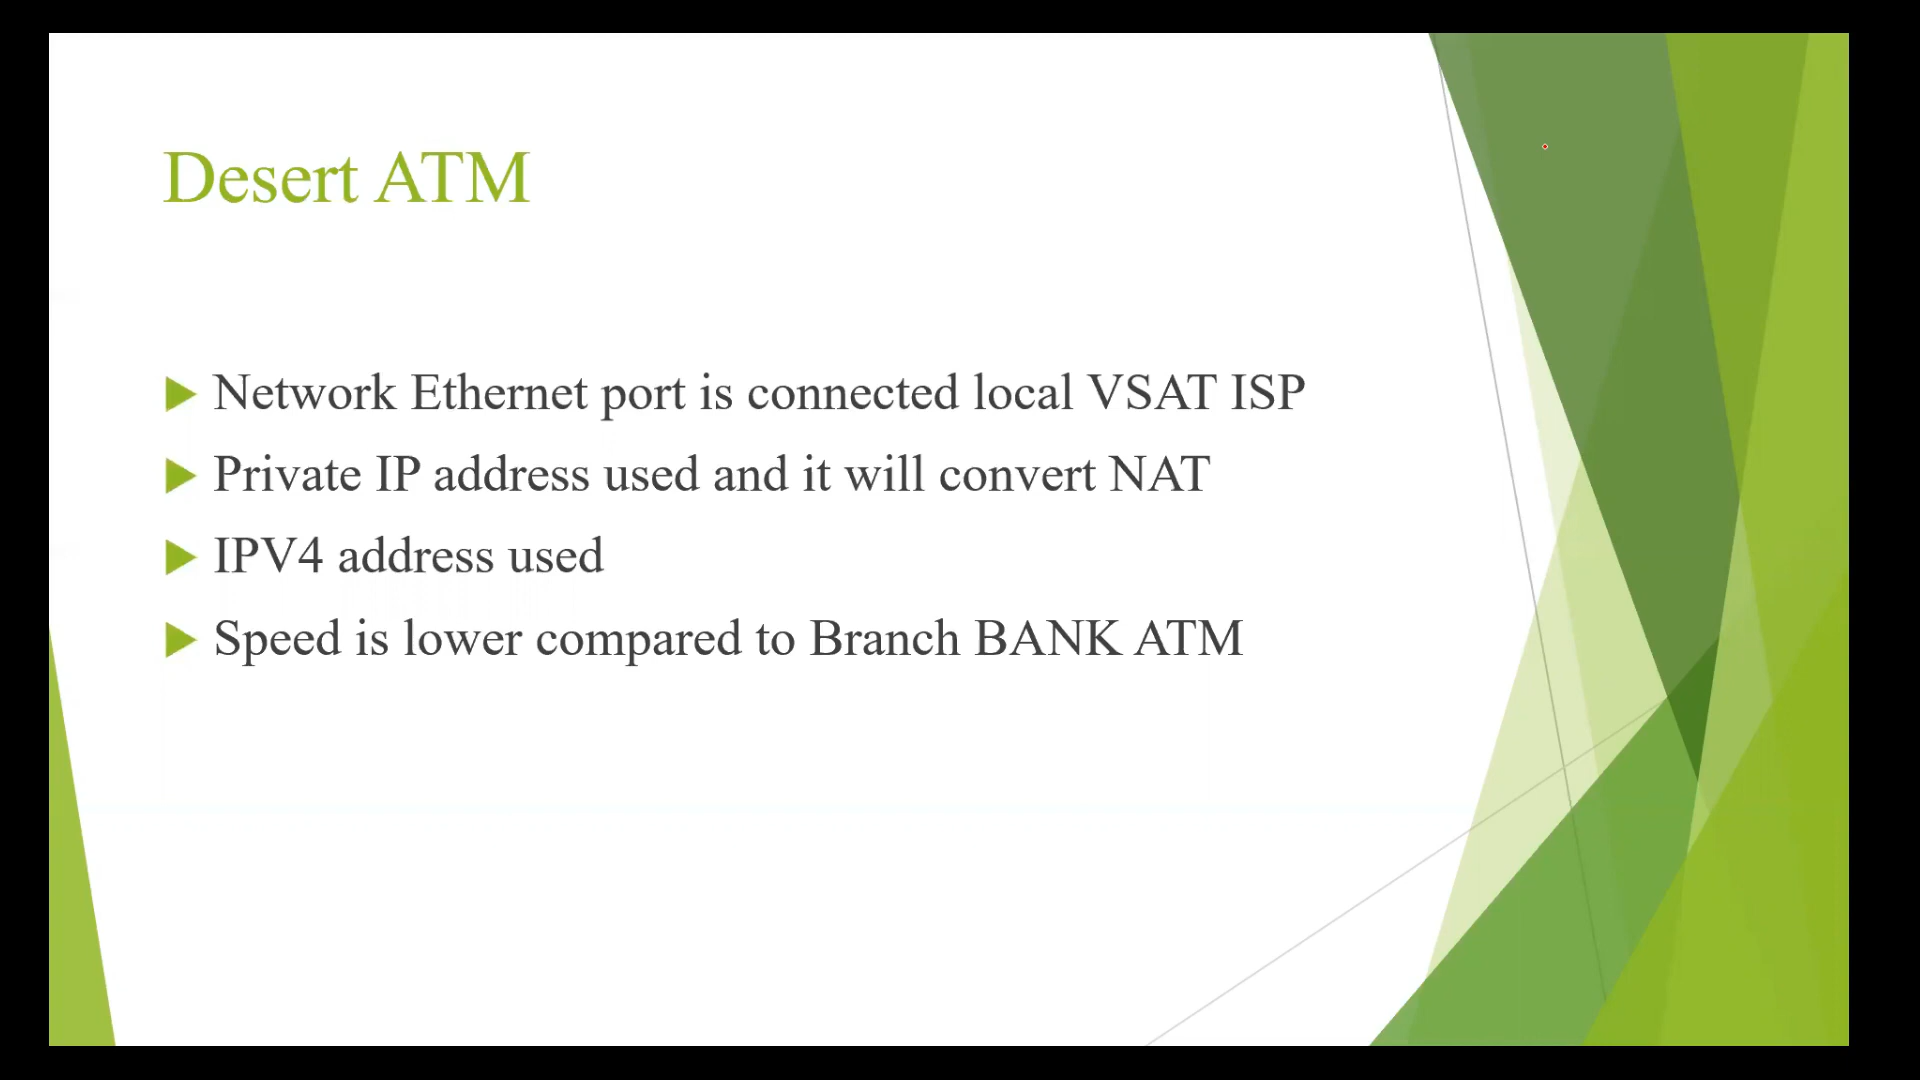 Desert ATM
Network Ethernet port is connected local VSAT ISP
Private IP address used and it will convert NAT
IPV4 address used
Speed is lower compared to Branch BANK ATM